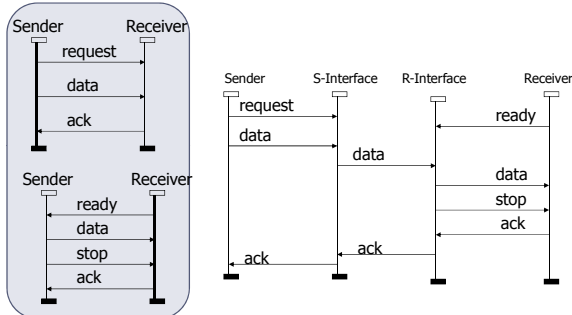 Sender Receiver
request
data
ack
Sender Receiver
ready
data
stop
ack
Sender S-Interface R-Interface Receiver
request
ready
data
data
data
stop
ack
ack
ack